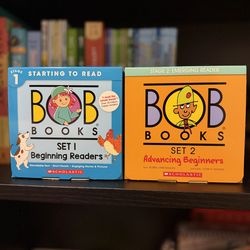 STAGE 1
STARTING TO READ
BOB
BOOKS
SET 1
Beginning Readers
SCHOLASTIC
STAGE 2: EMERGING READER
BOB
BOOKS
SET 2
Advancing Beginners
SCHOLASTIC